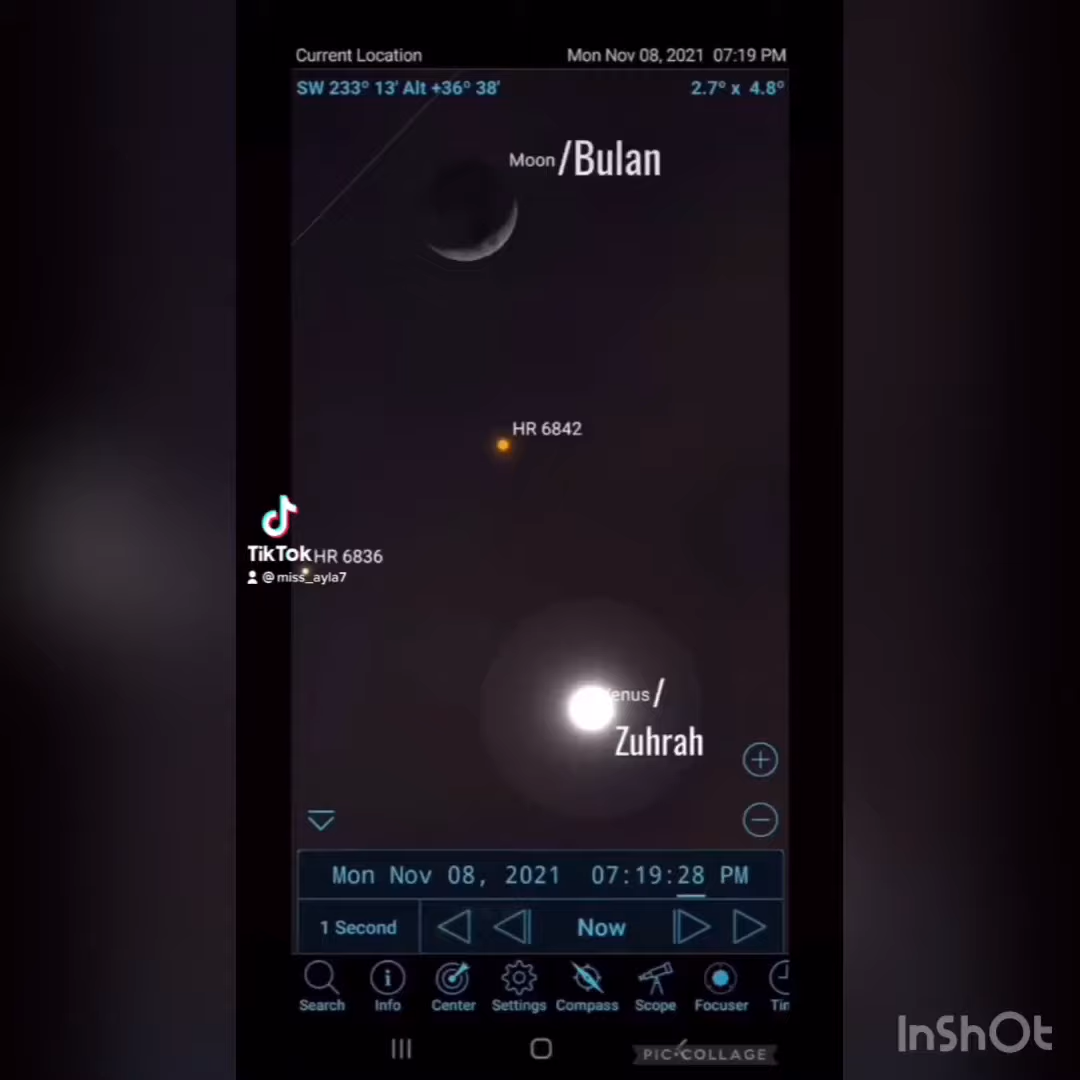 Current Location
Mon Nov 08, 2021 07:19 PM
SW 233° 13' Alt +36° 38'
2.7° x 4.8°
Moon /Bulan
HR 6842
TikTok
HR 6836
@miss_ayla7
enus /
Zuhrah
Mon Nov 08, 2021 07:19:28 PM
1 Second
Now
Search
Info
Center
Settings
Compass
Scope
Focuser
Tim
PIC·COLLAGE
InShOt